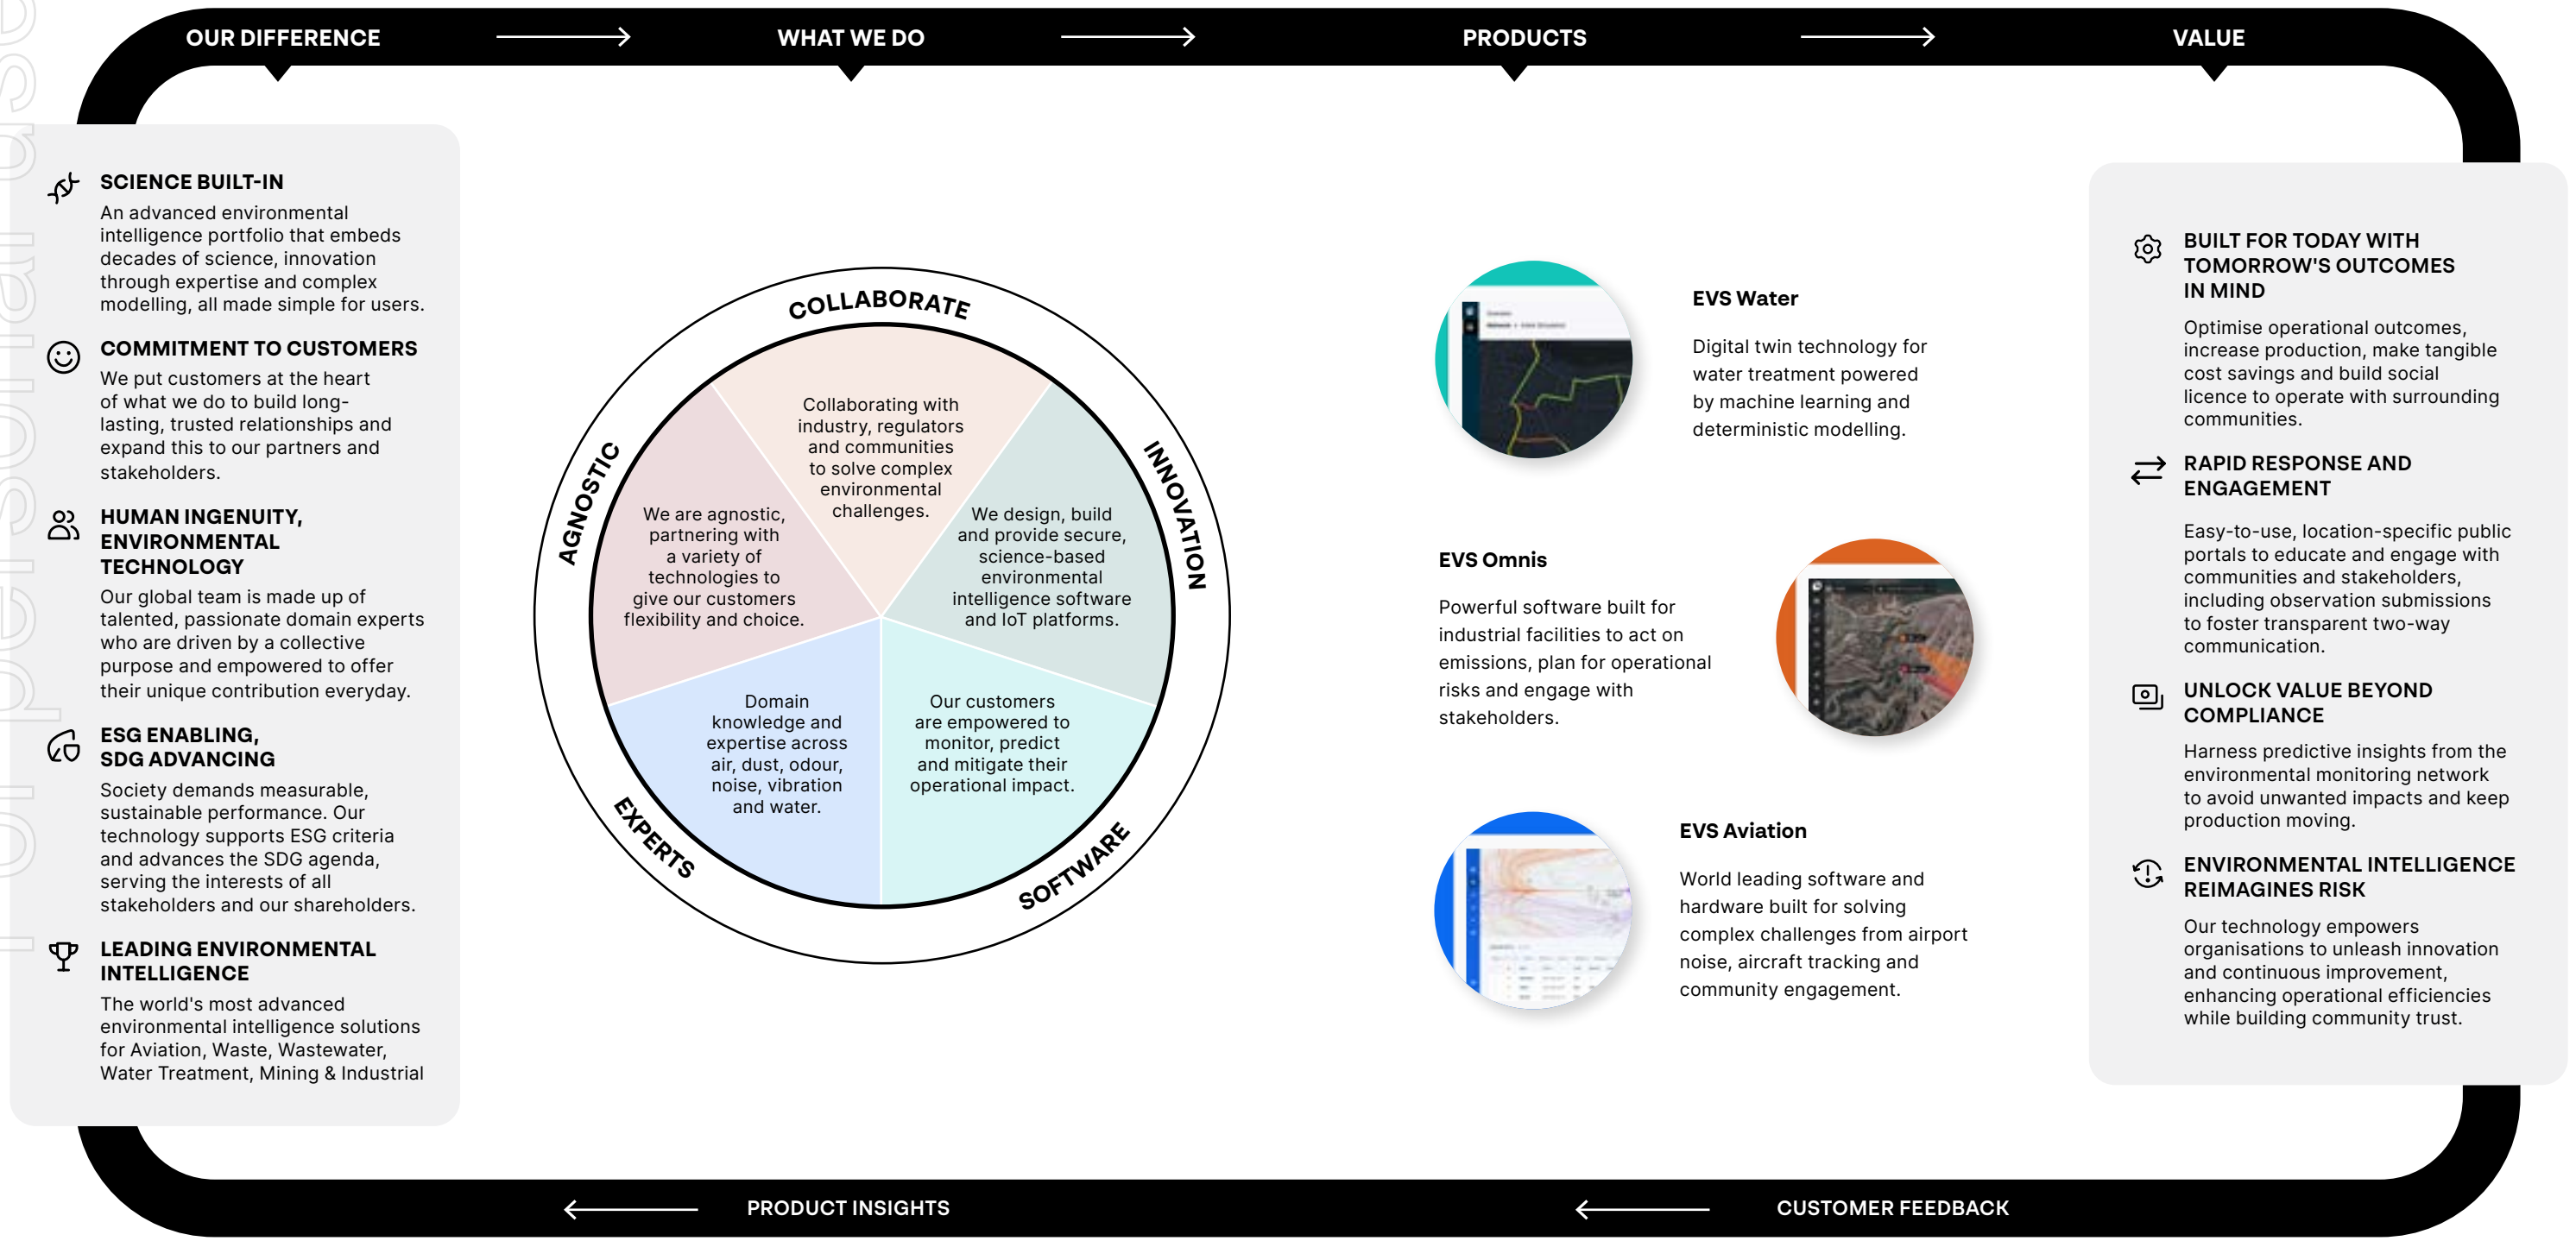 OUR DIFFERENCE
WHAT WE DO
PRODUCTS
VALUE
SCIENCE BUILT-IN
An advanced environmental
intelligence portfolio that embeds
decades of science, innovation
through expertise and complex
modelling, all made simple for users.
COMMITMENT TO CUSTOMERS
We put customers at the heart
of what we do to build long-
lasting, trusted relationships and
expand this to our partners and
stakeholders.
HUMAN INGENUITY,
ENVIRONMENTAL
TECHNOLOGY
Our global team is made up of
talented, passionate domain experts
who are driven by a collective
purpose and empowered to offer
their unique contribution everyday.
ESG ENABLING,
SDG ADVANCING
Society demands measurable,
sustainable performance. Our
technology supports ESG criteria
and advances the SDG agenda,
serving the interests of all
stakeholders and our shareholders.
LEADING ENVIRONMENTAL
INTELLIGENCE
The world's most advanced
environmental intelligence solutions
for Aviation, Waste, Wastewater,
Water Treatment, Mining & Industrial
COLLABORATE
Collaborating with
industry, regulators
and communities
to solve complex
environmental
challenges.
INNOVATION
We design, build
and provide secure,
science-based
environmental
intelligence software
and IoT platforms.
SOFTWARE
Our customers
are empowered to
monitor, predict
and mitigate their
operational impact.
EXPERTS
Domain
knowledge and
expertise across
air, dust, odour,
noise, vibration
and water.
AGNOSTIC
We are agnostic,
partnering with
a variety of
technologies to
give our customers
flexibility and choice.
EVS Water
Digital twin technology for
water treatment powered
by machine learning and
deterministic modelling.
EVS Omnis
Powerful software built for
industrial facilities to act on
emissions, plan for operational
risks and engage with
stakeholders.
EVS Aviation
World leading software and
hardware built for solving
complex challenges from airport
noise, aircraft tracking and
community engagement.
BUILT FOR TODAY WITH
TOMORROW'S OUTCOMES
IN MIND
Optimise operational outcomes,
increase production, make tangible
cost savings and build social
licence to operate with surrounding
communities.
RAPID RESPONSE AND
ENGAGEMENT
Easy-to-use, location-specific public
portals to educate and engage with
communities and stakeholders,
including observation submissions
to foster transparent two-way
communication.
UNLOCK VALUE BEYOND
COMPLIANCE
Harness predictive insights from the
environmental monitoring network
to avoid unwanted impacts and keep
production moving.
ENVIRONMENTAL INTELLIGENCE
REIMAGINES RISK
Our technology empowers
organisations to unleash innovation
and continuous improvement,
enhancing operational efficiencies
while building community trust.
PRODUCT INSIGHTS
CUSTOMER FEEDBACK
personal use